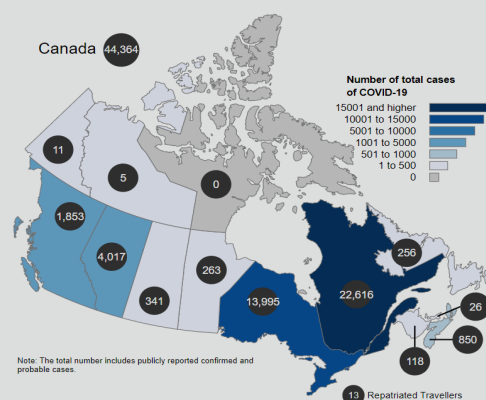 Canada 44,364
Number of total cases
of COVID-19
15001 and higher
10001 to 15000
5001 to 10000
1001 to 5000
501 to 1000
1 to 500
0
11
5
0
1,853
4,017
341
263
13,995
22,616
256
26
850
118
Note: The total number includes publicly reported confirmed and
probable cases.
13 Repatriated Travellers